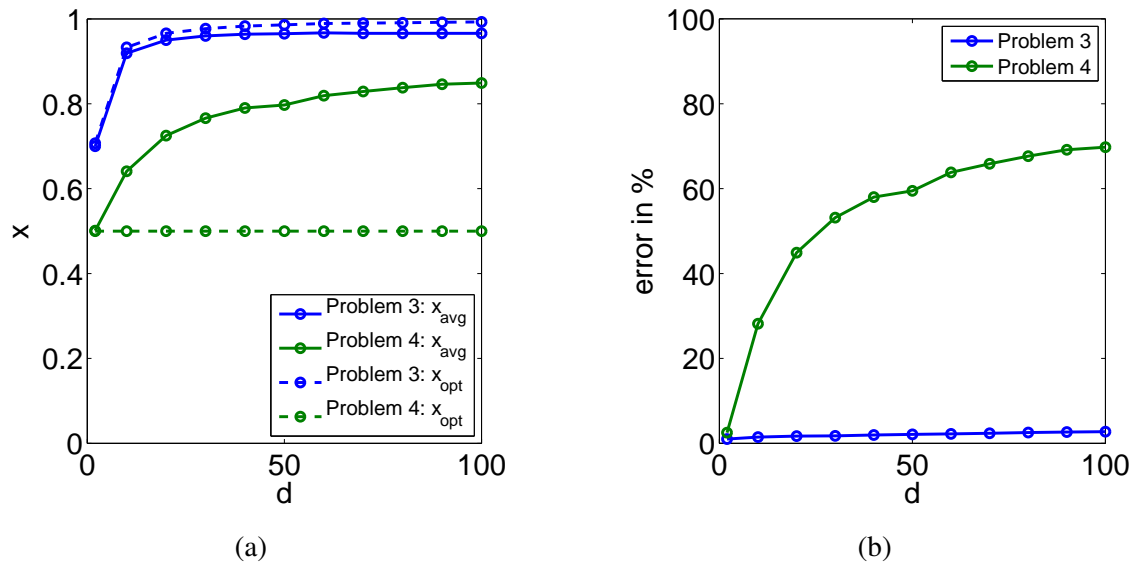 1
0.8
0.6
0.4
0.2
0
0
50
100
x
d
Problem 3: x_avg
Problem 4: x_avg
Problem 3: x_opt
Problem 4: x_opt
(a)
100
80
60
40
20
0
0
50
100
error in %
d
Problem 3
Problem 4
(b)